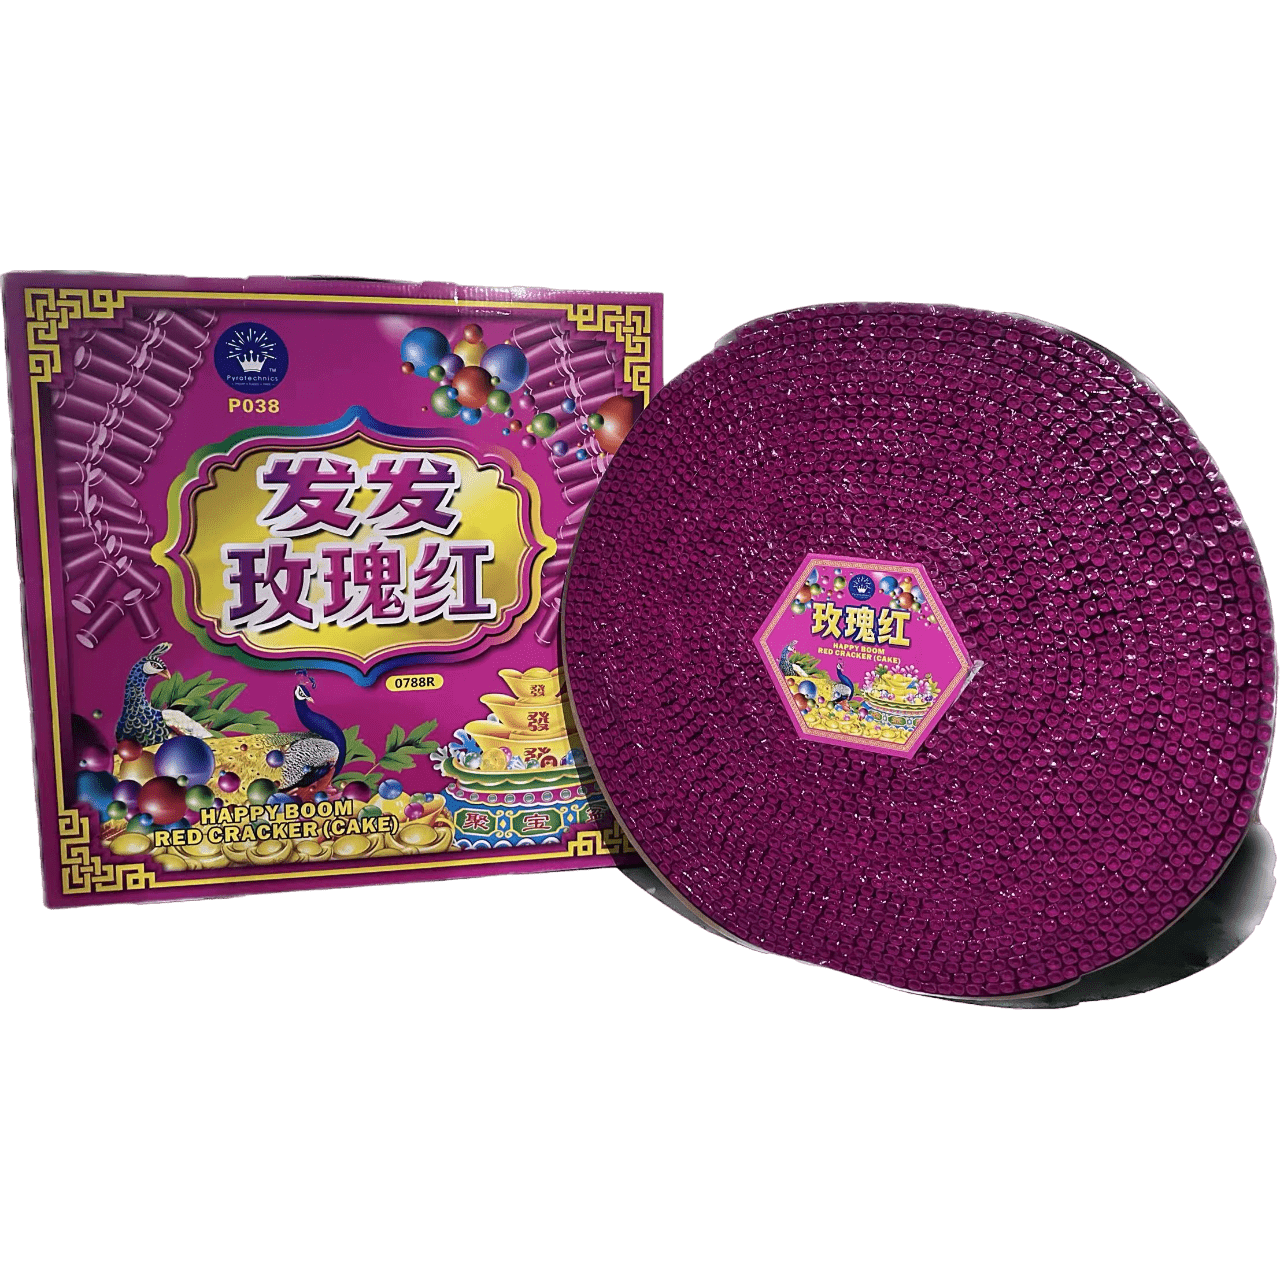 Pyrotechnics
TM
P038
发发
玫瑰红
0788R
發
發
發
聚宝
HAPPY BOOM
RED CRACKER (CAKE)
玫瑰红
HAPPY BOOM
RED CRACKER (CAKE)